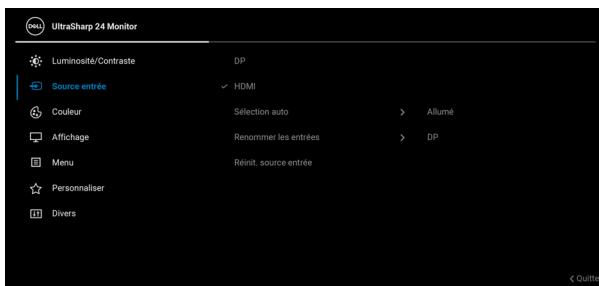 DELL UltraSharp 24 Monitor
Luminosité/Contraste DP
Source entrée ✓ HDMI
Couleur Sélection auto > Allumé
Affichage Renommer les entrées > DP
Menu Réinit. source entrée
Personnaliser
Divers
< Quitte